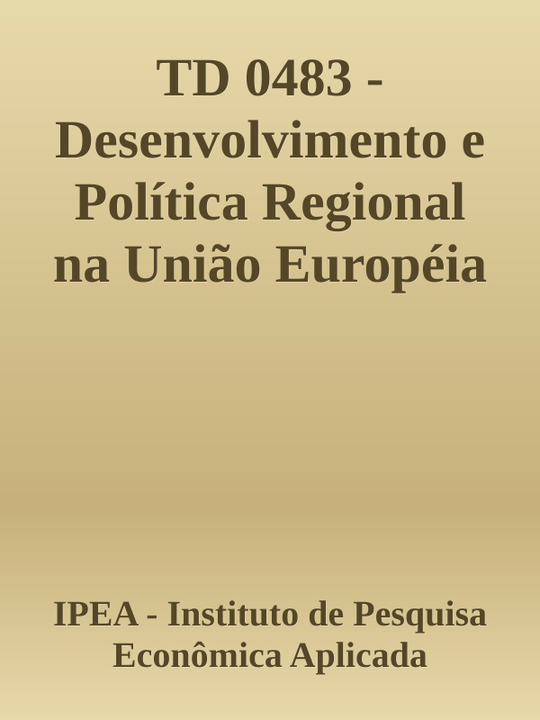 TD 0483 -
Desenvolvimento e
Política Regional
na União Européia
IPEA - Instituto de Pesquisa
Econômica Aplicada